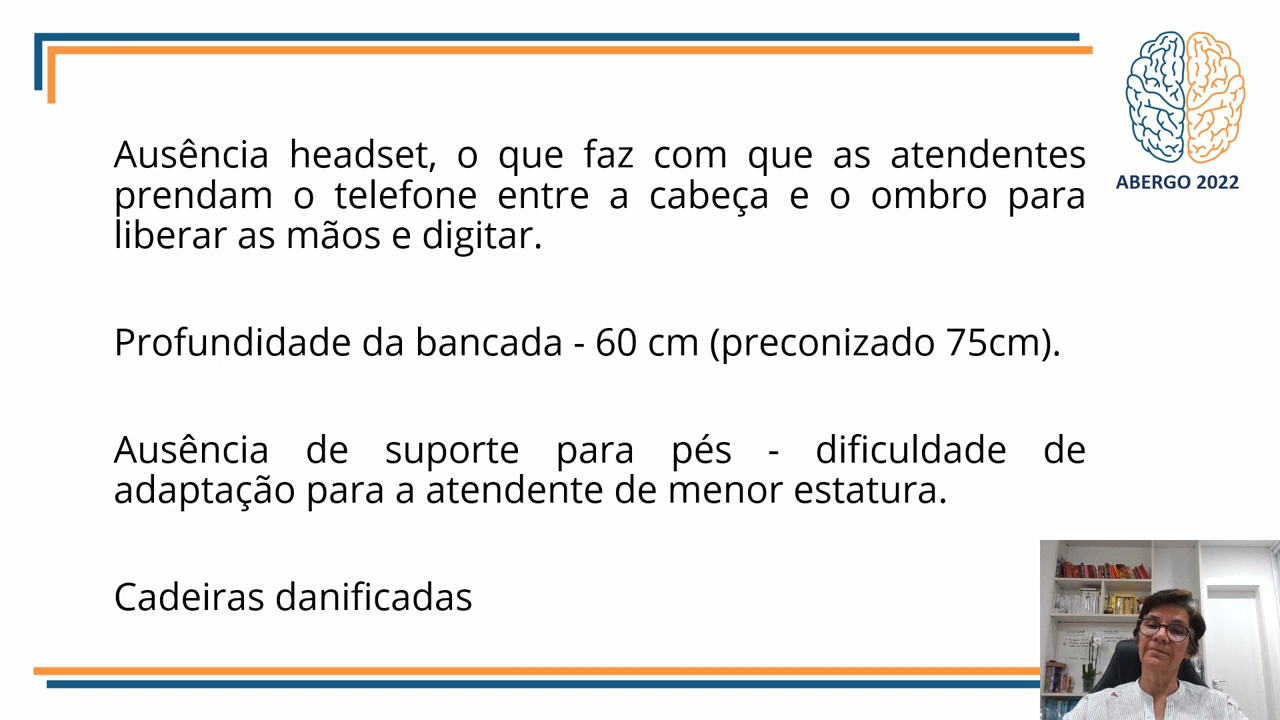 Ausência headset, o que faz com que as atendentes
prendam o telefone entre a cabeça e o ombro para
liberar as mãos e digitar.
Profundidade da bancada - 60 cm (preconizado 75cm).
Ausência de suporte para pés - dificuldade de
adaptação para a atendente de menor estatura.
Cadeiras danificadas
ABERGO 2022